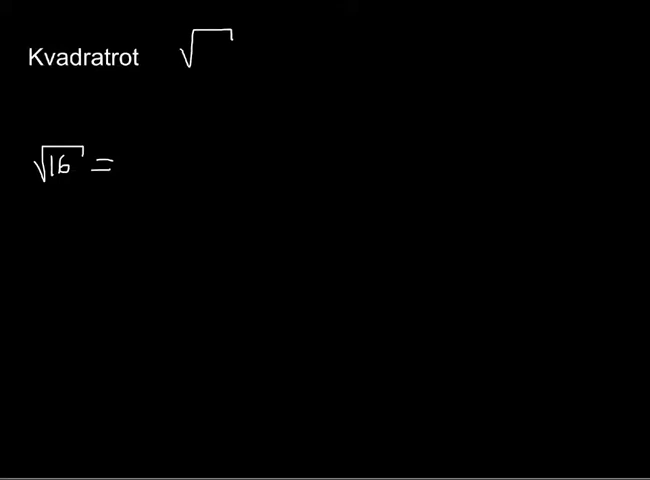 Kvadratrot √
√16 =